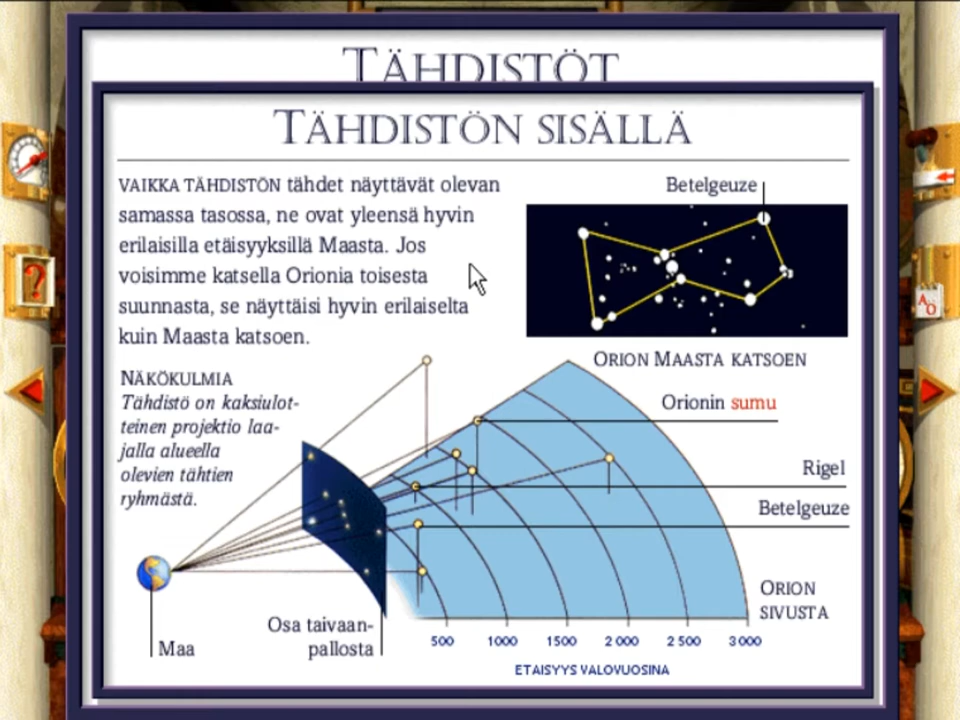 TÄHDISTÖT
TÄHDISTÖN SISÄLLÄ
VAIKKA TÄHDISTÖN tähdet näyttävät olevan
samassa tasossa, ne ovat yleensä hyvin
erilaisilla etäisyyksillä Maasta. Jos
voisimme katsella Orionia toisesta
suunnasta, se näyttäisi hyvin erilaiselta
kuin Maasta katsoen.
Betelgeuze
ORION MAASTA KATSOEN
NÄKÖKULMIA
Tähdistö on kaksiulot-
teinen projektio laa-
jalla alueella
olevien tähtien
ryhmästä.
Orionin sumu
Rigel
Betelgeuze
ORION
SIVUSTA
Osa taivaan-
pallosta
Maa
500 1000 1500 2 000 2 500 3 000
ETAISYYS VALOVUOSINA
?
AÖ